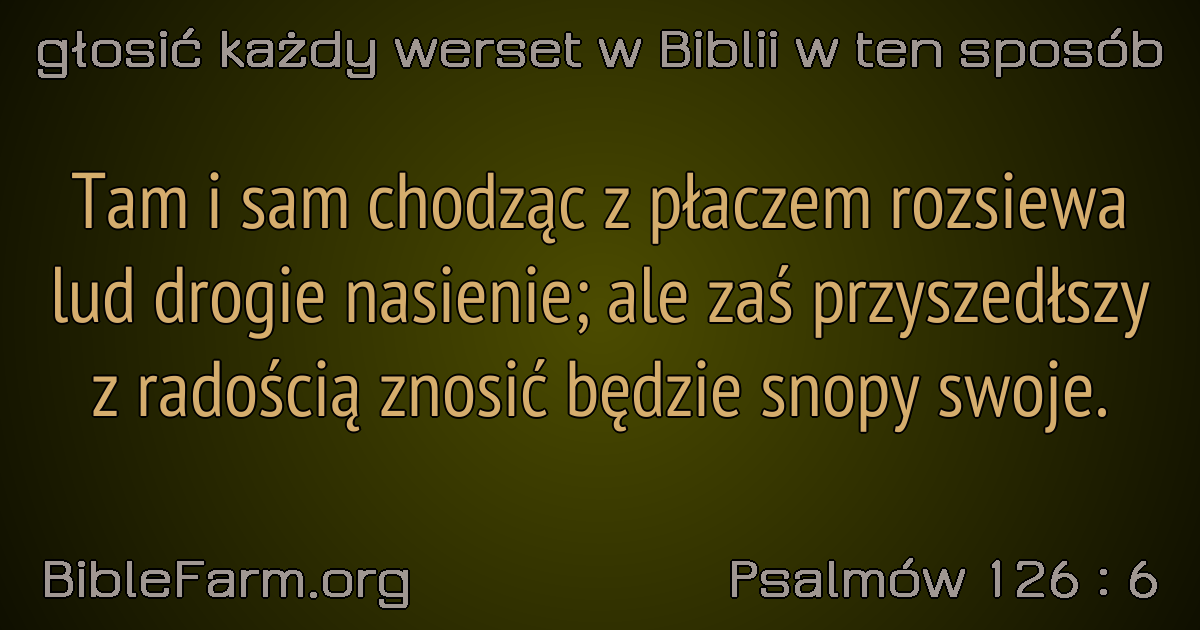 głosić każdy werset w Biblii w ten sposób
Tam i sam chodząc z płaczem rozsiewa
lud drogie nasienie; ale zaś przyszedłszy
z radością znosić będzie snopy swoje.
BibleFarm.org
Psalmów 126 : 6